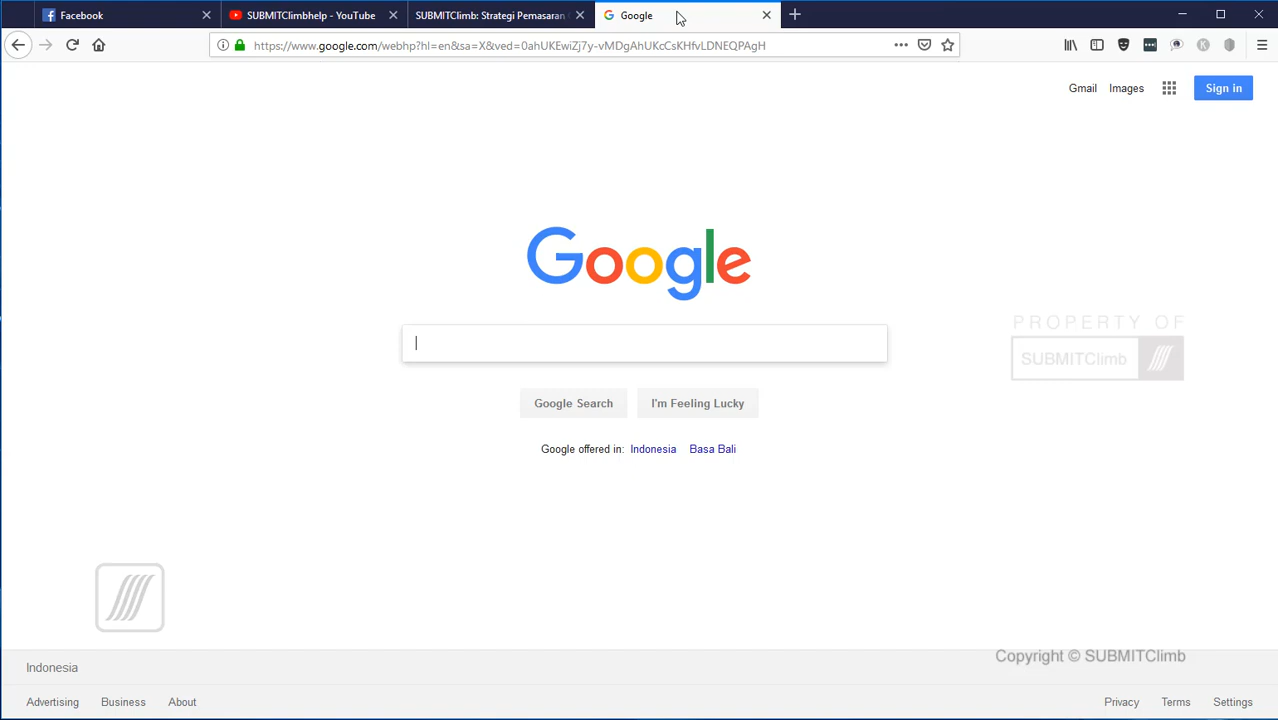 Facebook
SUBMITClimbhelp - YouTube
SUBMITClimb: Strategi Pemasaran
Google
https://www.google.com/webhp?hl=en&sa=X&ved=0ahUKEwiZj7y-vMDgAhUKcCsKHfvLDNEQPAgH
Gmail Images Sign in
Google
PROPERTY OF
SUBMITClimb
Google Search I'm Feeling Lucky
Google offered in: Indonesia Basa Bali
Copyright © SUBMITClimb
Indonesia
Advertising Business About Privacy Terms Settings